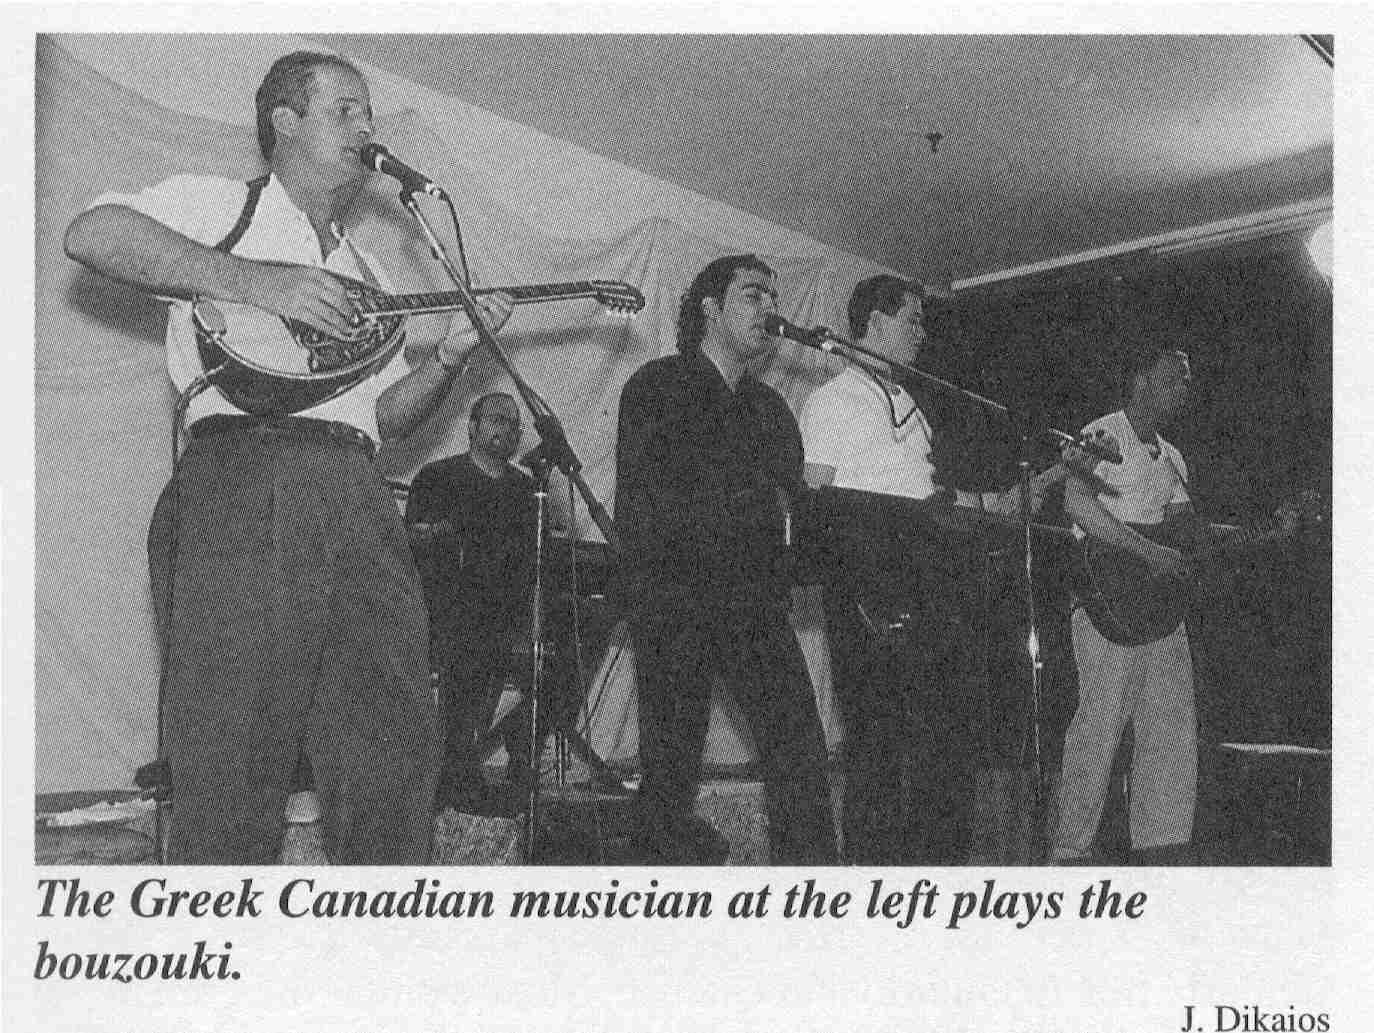 The Greek Canadian musician at the left plays the
bouzouki.
J. Dikaios